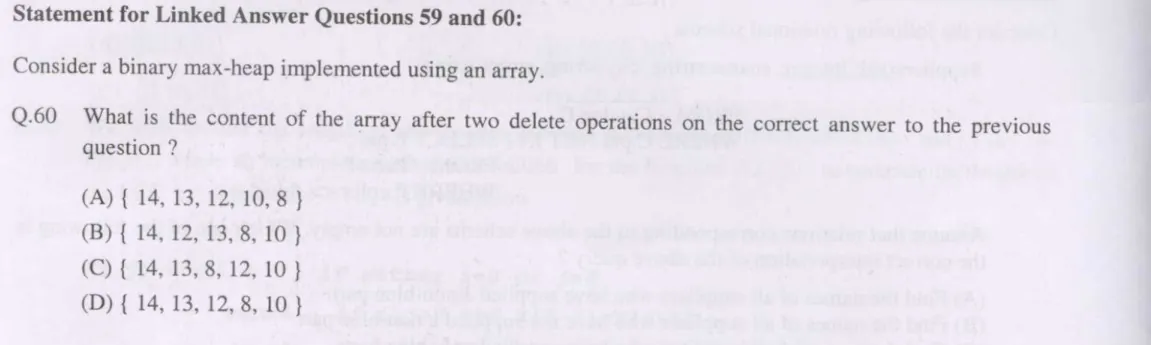 Statement for Linked Answer Questions 59 and 60:
Consider a binary max-heap implemented using an array.
Q.60 What is the content of the array after two delete operations on the correct answer to the previous
question ?
(A) { 14, 13, 12, 10, 8 }
(B) { 14, 12, 13, 8, 10 }
(C) { 14, 13, 8, 12, 10 }
(D) { 14, 13, 12, 8, 10 }